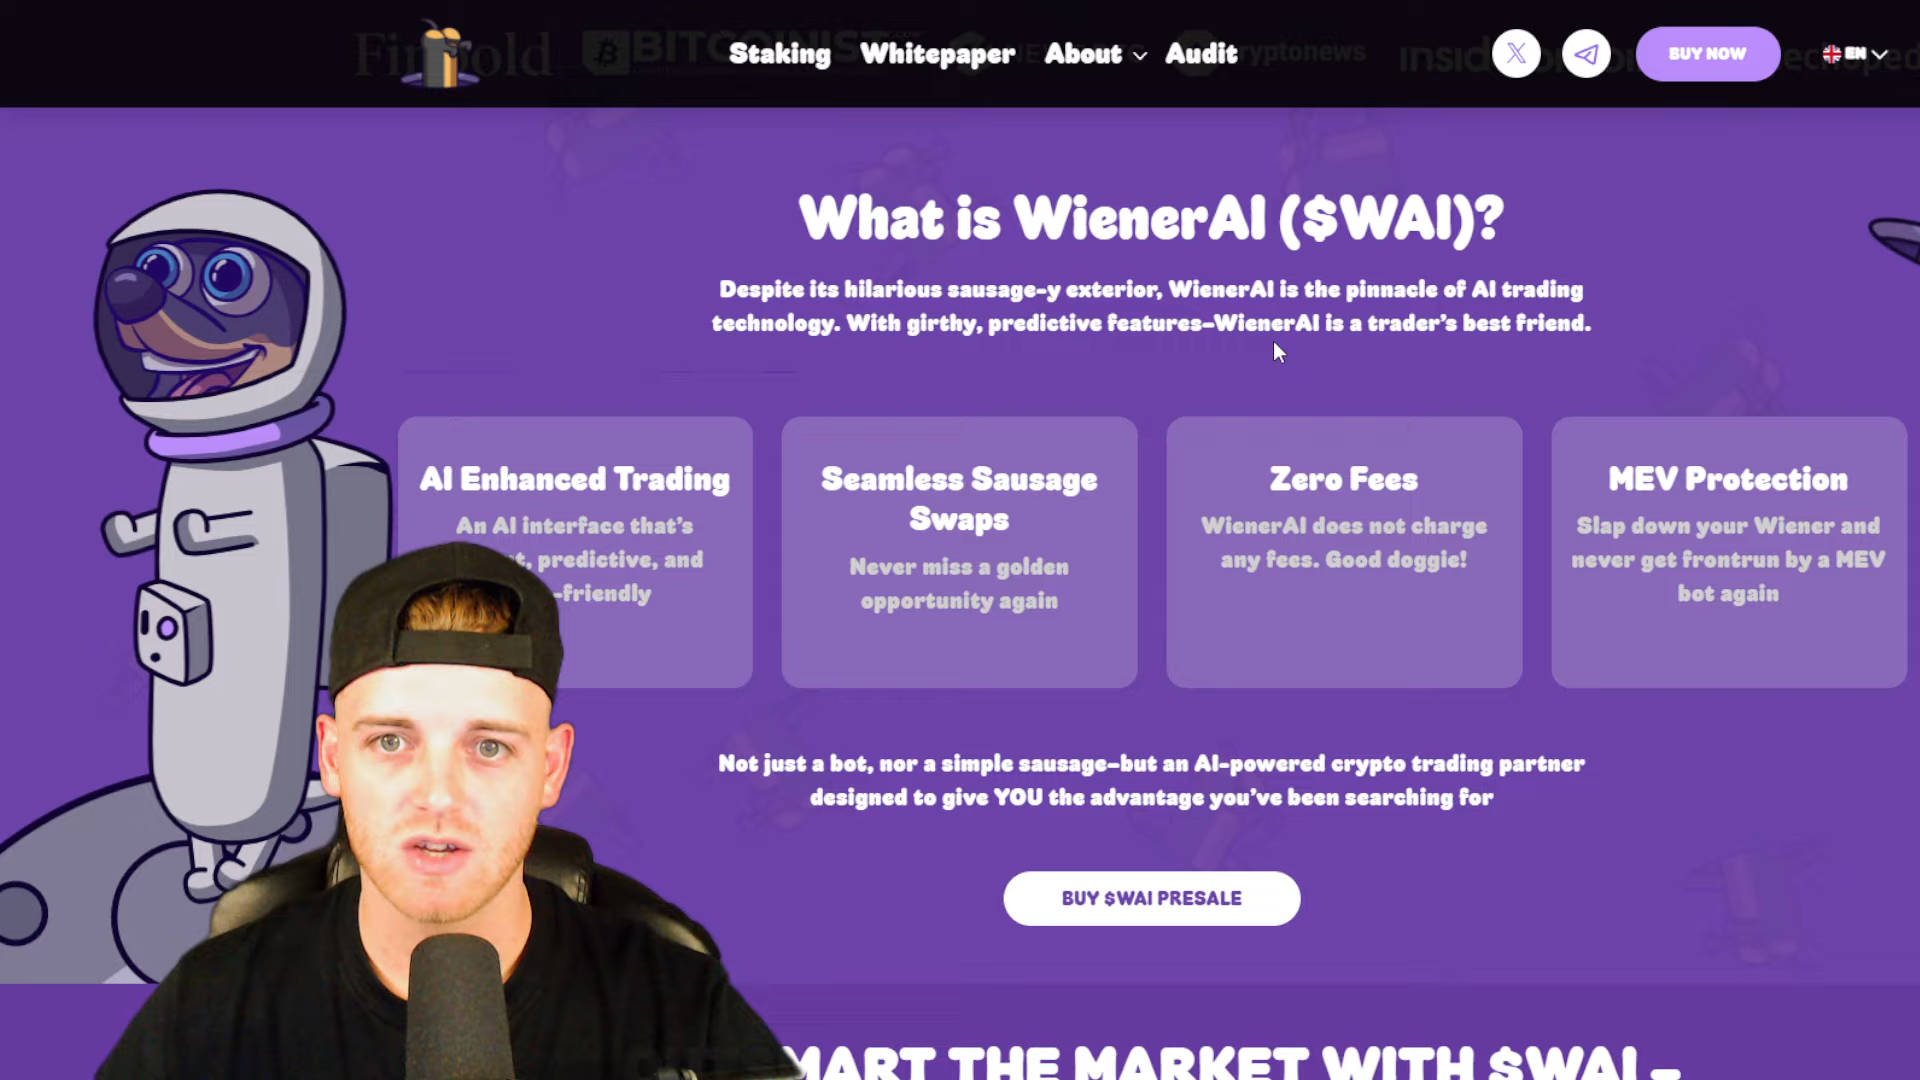 Staking Whitepaper About Audit
BUY NOW
EN
BITCOINIST
What is WienerAI ($WAI)?
Despite its hilarious sausage-y exterior, WienerAI is the pinnacle of AI trading
technology. With girthy, predictive features–WienerAI is a trader's best friend.
AI Enhanced Trading
An AI interface that's
predictive, and
-friendly
Seamless Sausage
Swaps
Never miss a golden
opportunity again
Zero Fees
WienerAI does not charge
any fees. Good doggie!
MEV Protection
Slap down your Wiener and
never get frontrun by a MEV
bot again
Not just a bot, nor a simple sausage–but an AI-powered crypto trading partner
designed to give YOU the advantage you've been searching for
BUY $WAI PRESALE
THE MARKET WITH $WAI –